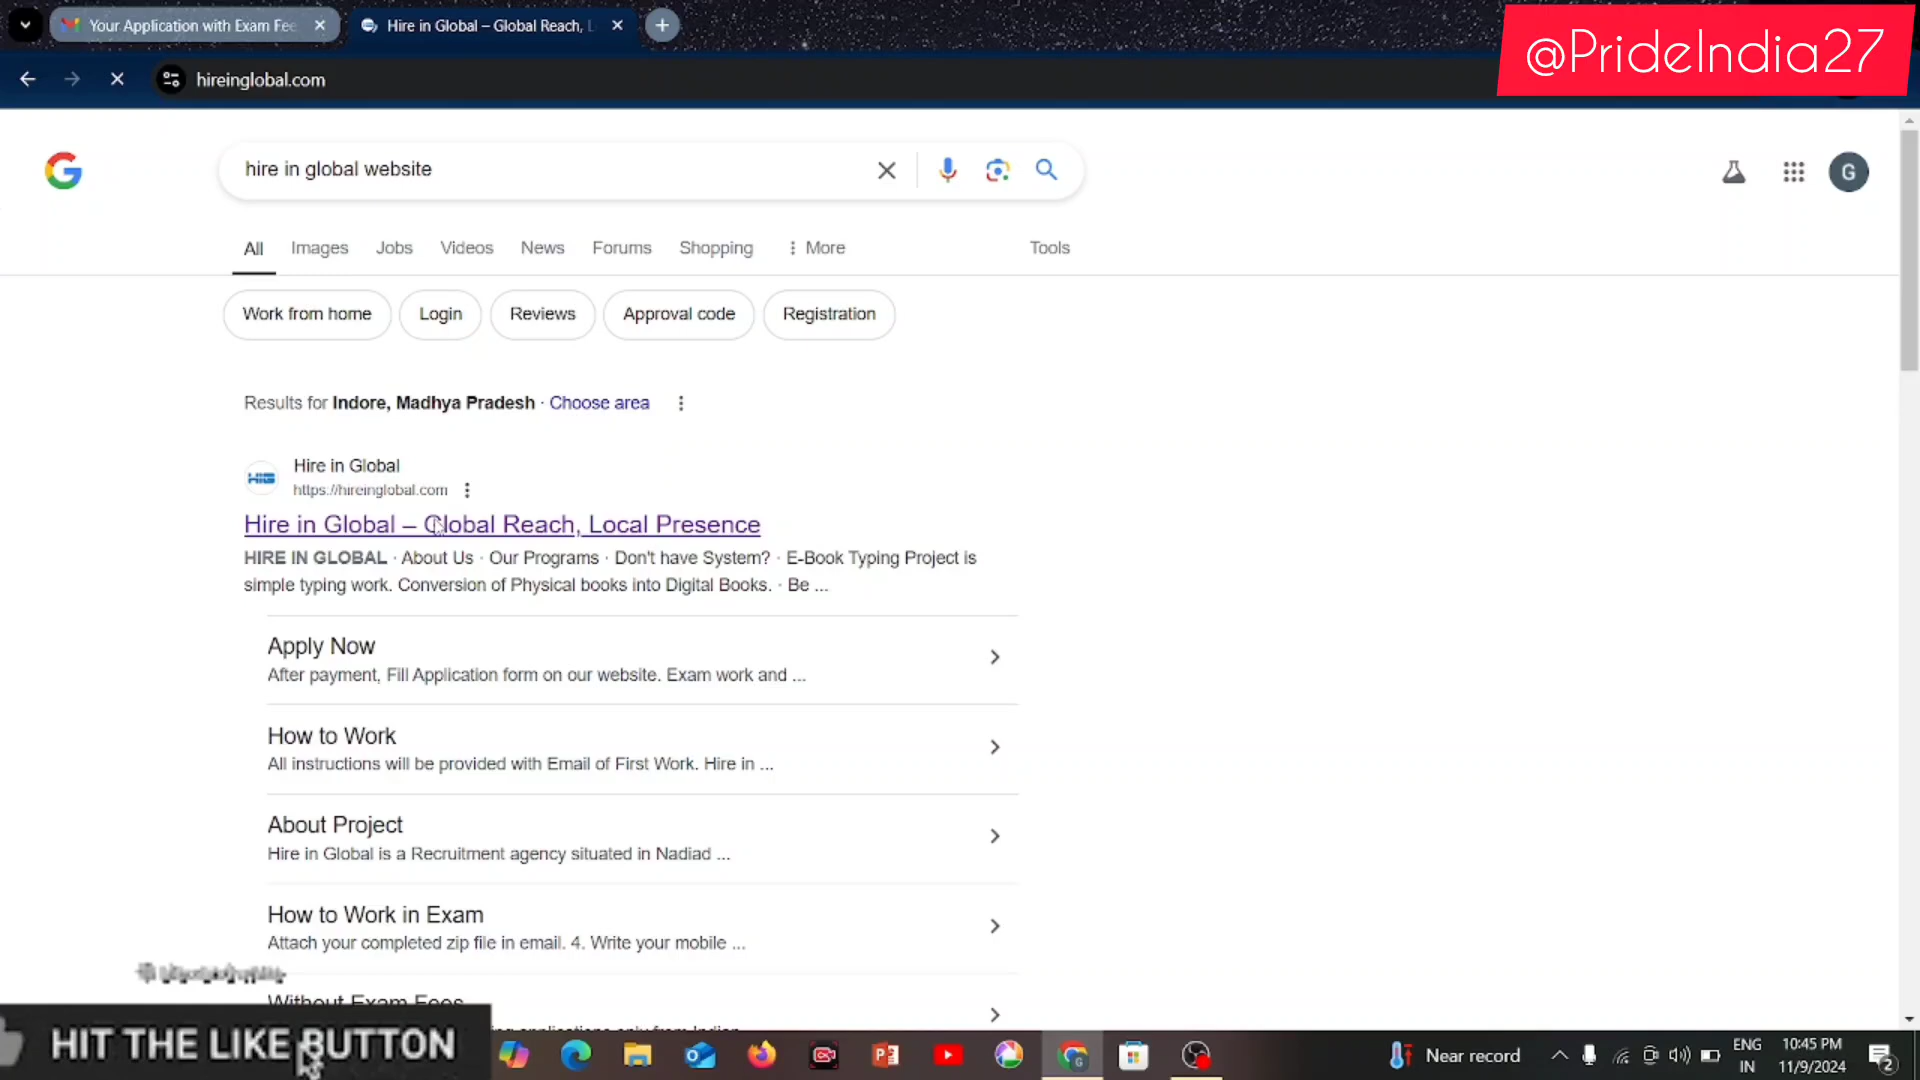 Your Application with Exam Fee
Hire in Global – Global Reach, L
@PrideIndia27
hireinglobal.com
hire in global website
G
All Images Jobs Videos News Forums Shopping More Tools
Work from home Login Reviews Approval code Registration
Results for Indore, Madhya Pradesh · Choose area
HIG
Hire in Global
https://hireinglobal.com
Hire in Global – Global Reach, Local Presence
HIRE IN GLOBAL · About Us · Our Programs · Don't have System? · E-Book Typing Project is
simple typing work. Conversion of Physical books into Digital Books. · Be ...
Apply Now
After payment, Fill Application form on our website. Exam work and ...
How to Work
All instructions will be provided with Email of First Work. Hire in ...
About Project
Hire in Global is a Recruitment agency situated in Nadiad ...
How to Work in Exam
Attach your completed zip file in email. 4. Write your mobile ...
Without Exam Fees
applications only from Indian
HIT THE LIKE BUTTON
Near record
ENG
IN
10:45 PM
11/9/2024
2